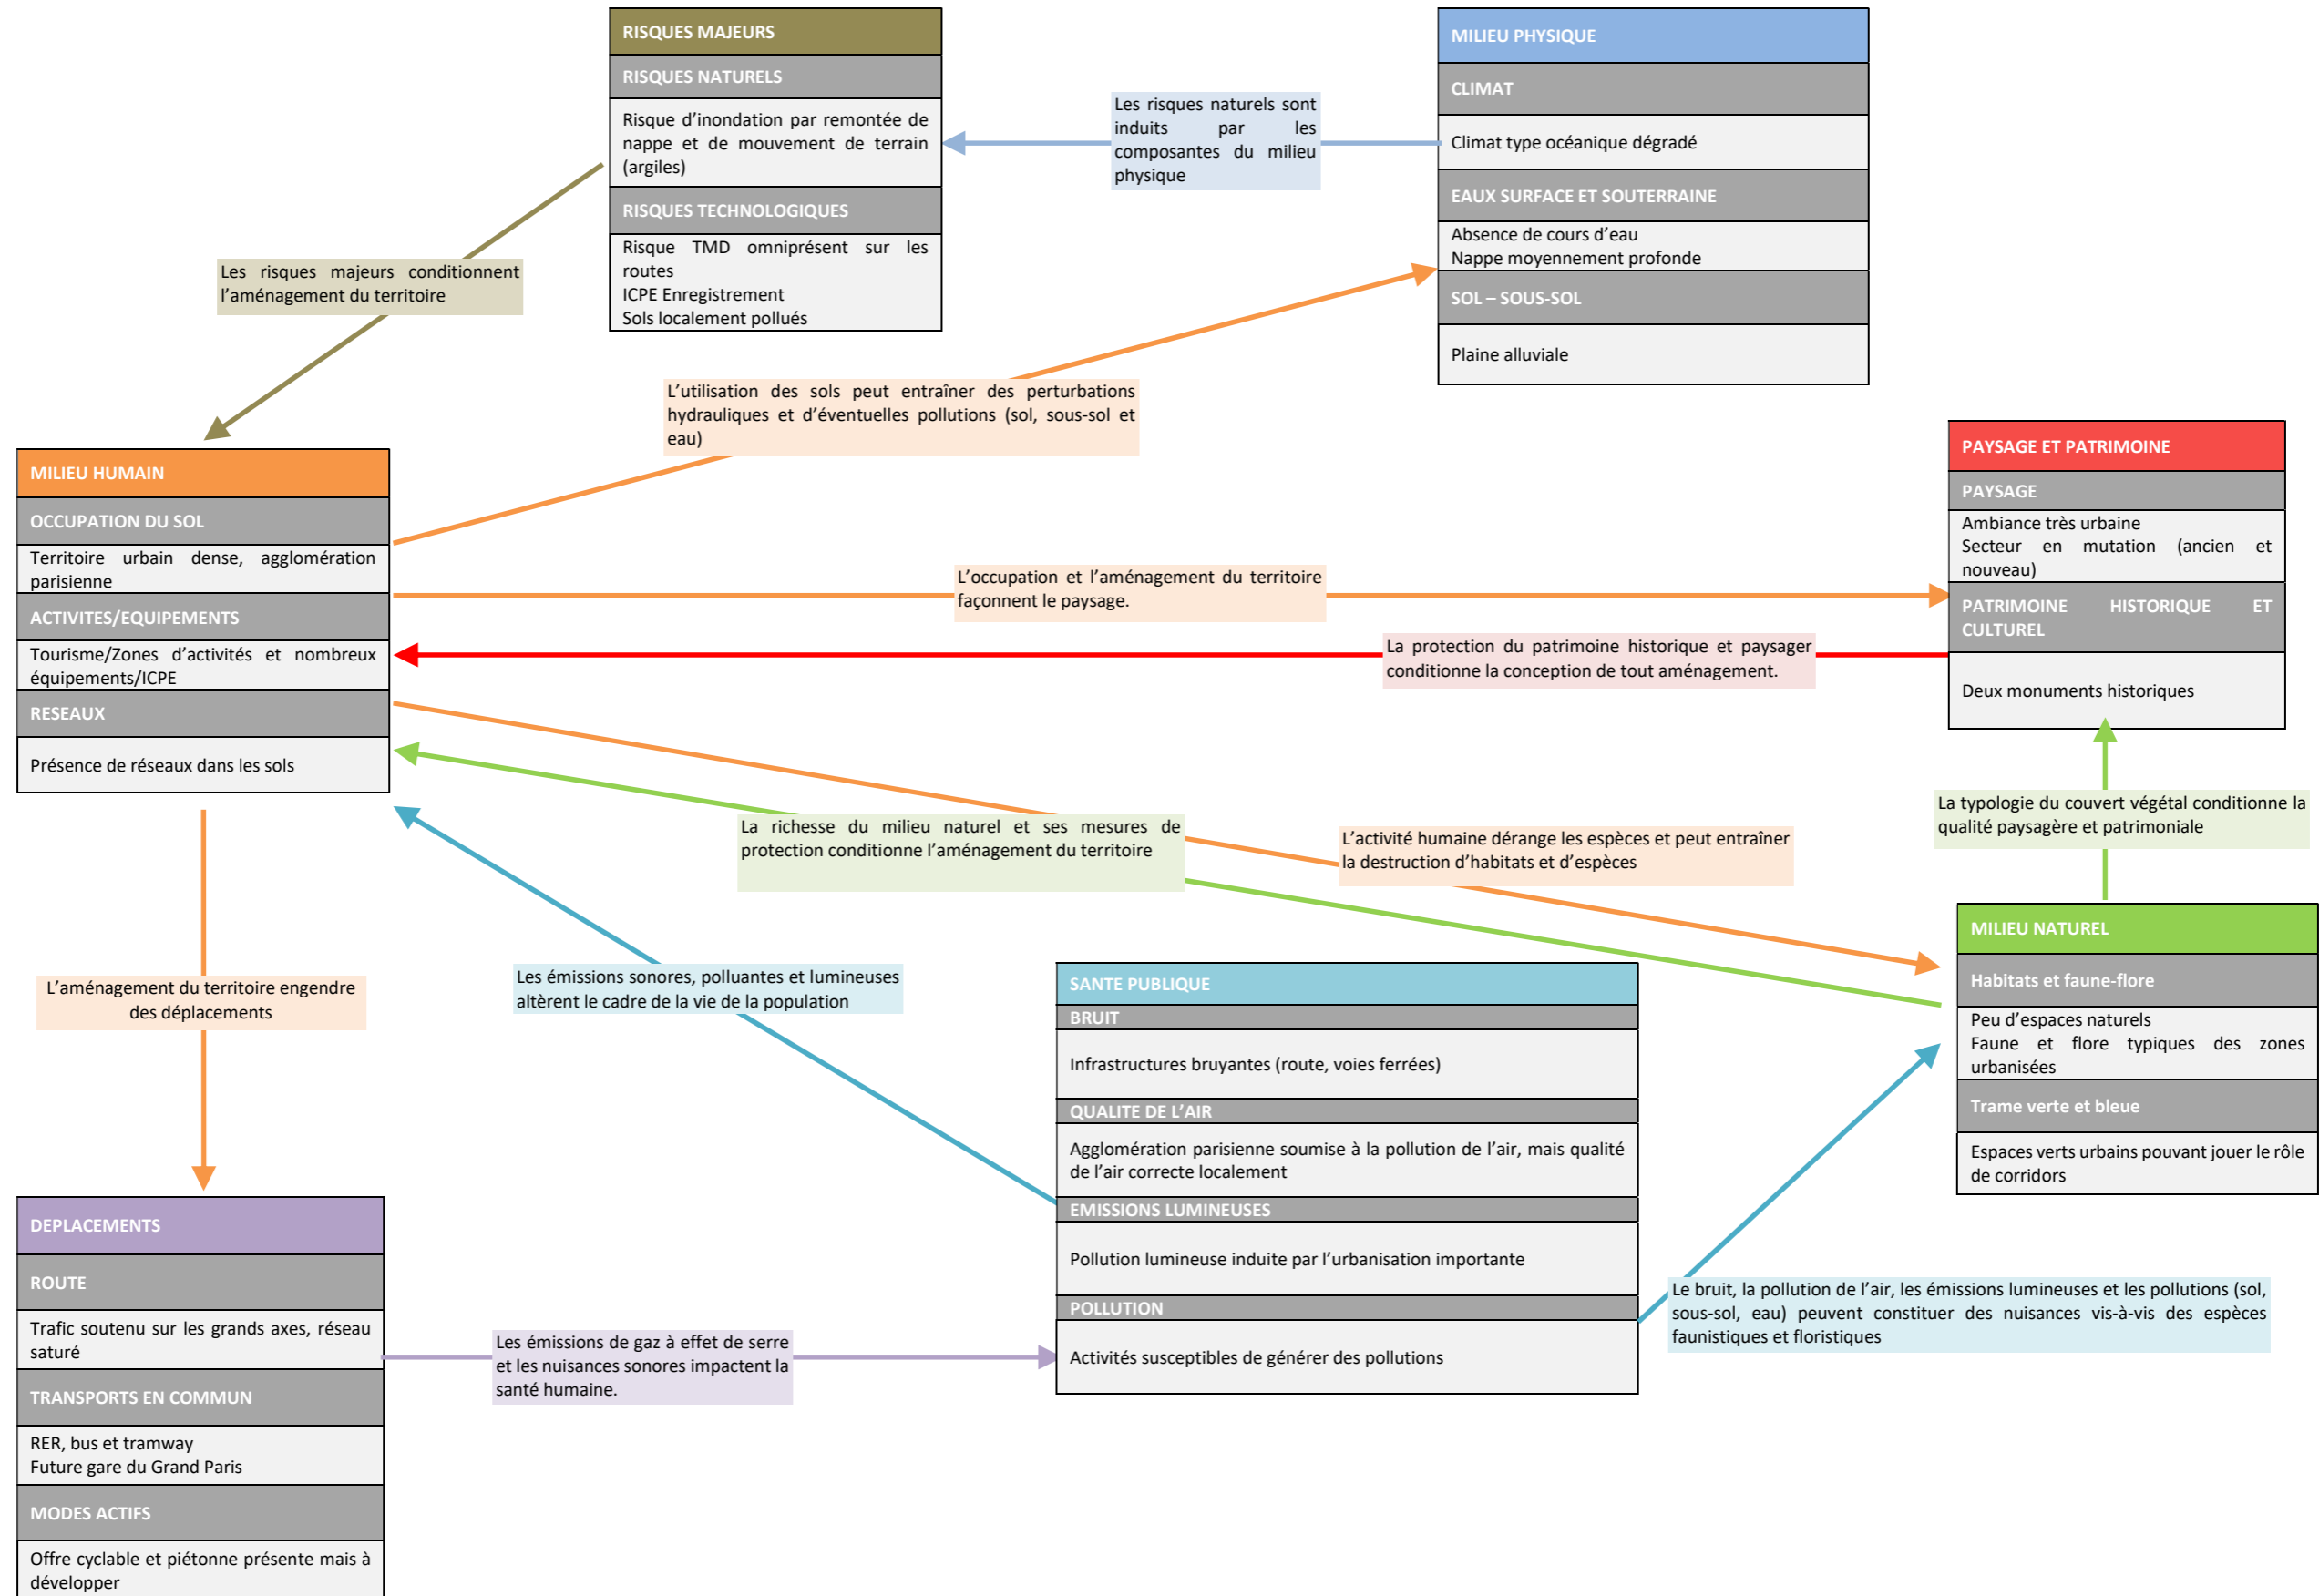 RISQUES MAJEURS
RISQUES NATURELS
Risque d’inondation par remontée de
nappe et de mouvement de terrain
(argiles)
RISQUES TECHNOLOGIQUES
Risque TMD omniprésent sur les
routes
ICPE Enregistrement
Sols localement pollués
Les risques naturels sont
induits par les
composantes du milieu
physique
MILIEU PHYSIQUE
CLIMAT
Climat type océanique dégradé
EAUX SURFACE ET SOUTERRAINE
Absence de cours d’eau
Nappe moyennement profonde
SOL – SOUS-SOL
Plaine alluviale
Les risques majeurs conditionnent
l’aménagement du territoire
L’utilisation des sols peut entraîner des perturbations
hydrauliques et d’éventuelles pollutions (sol, sous-sol et
eau)
MILIEU HUMAIN
OCCUPATION DU SOL
Territoire urbain dense, agglomération
parisienne
ACTIVITES/EQUIPEMENTS
Tourisme/Zones d’activités et nombreux
équipements/ICPE
RESEAUX
Présence de réseaux dans les sols
L’occupation et l’aménagement du territoire
façonnent le paysage.
La protection du patrimoine historique et paysager
conditionne la conception de tout aménagement.
PAYSAGE ET PATRIMOINE
PAYSAGE
Ambiance très urbaine
Secteur en mutation (ancien et
nouveau)
PATRIMOINE HISTORIQUE ET
CULTUREL
Deux monuments historiques
La richesse du milieu naturel et ses mesures de
protection conditionne l’aménagement du territoire
L’activité humaine dérange les espèces et peut entraîner
la destruction d’habitats et d’espèces
La typologie du couvert végétal conditionne la
qualité paysagère et patrimoniale
L’aménagement du territoire engendre
des déplacements
Les émissions sonores, polluantes et lumineuses
altèrent le cadre de la vie de la population
SANTE PUBLIQUE
BRUIT
Infrastructures bruyantes (route, voies ferrées)
QUALITE DE L’AIR
Agglomération parisienne soumise à la pollution de l’air, mais qualité
de l’air correcte localement
EMISSIONS LUMINEUSES
Pollution lumineuse induite par l’urbanisation importante
POLLUTION
Activités susceptibles de générer des pollutions
MILIEU NATUREL
Habitats et faune-flore
Peu d’espaces naturels
Faune et flore typiques des zones
urbanisées
Trame verte et bleue
Espaces verts urbains pouvant jouer le rôle
de corridors
Le bruit, la pollution de l’air, les émissions lumineuses et les pollutions (sol,
sous-sol, eau) peuvent constituer des nuisances vis-à-vis des espèces
faunistiques et floristiques
DEPLACEMENTS
ROUTE
Trafic soutenu sur les grands axes, réseau
saturé
TRANSPORTS EN COMMUN
RER, bus et tramway
Future gare du Grand Paris
MODES ACTIFS
Offre cyclable et piétonne présente mais à
développer
Les émissions de gaz à effet de serre
et les nuisances sonores impactent la
santé humaine.